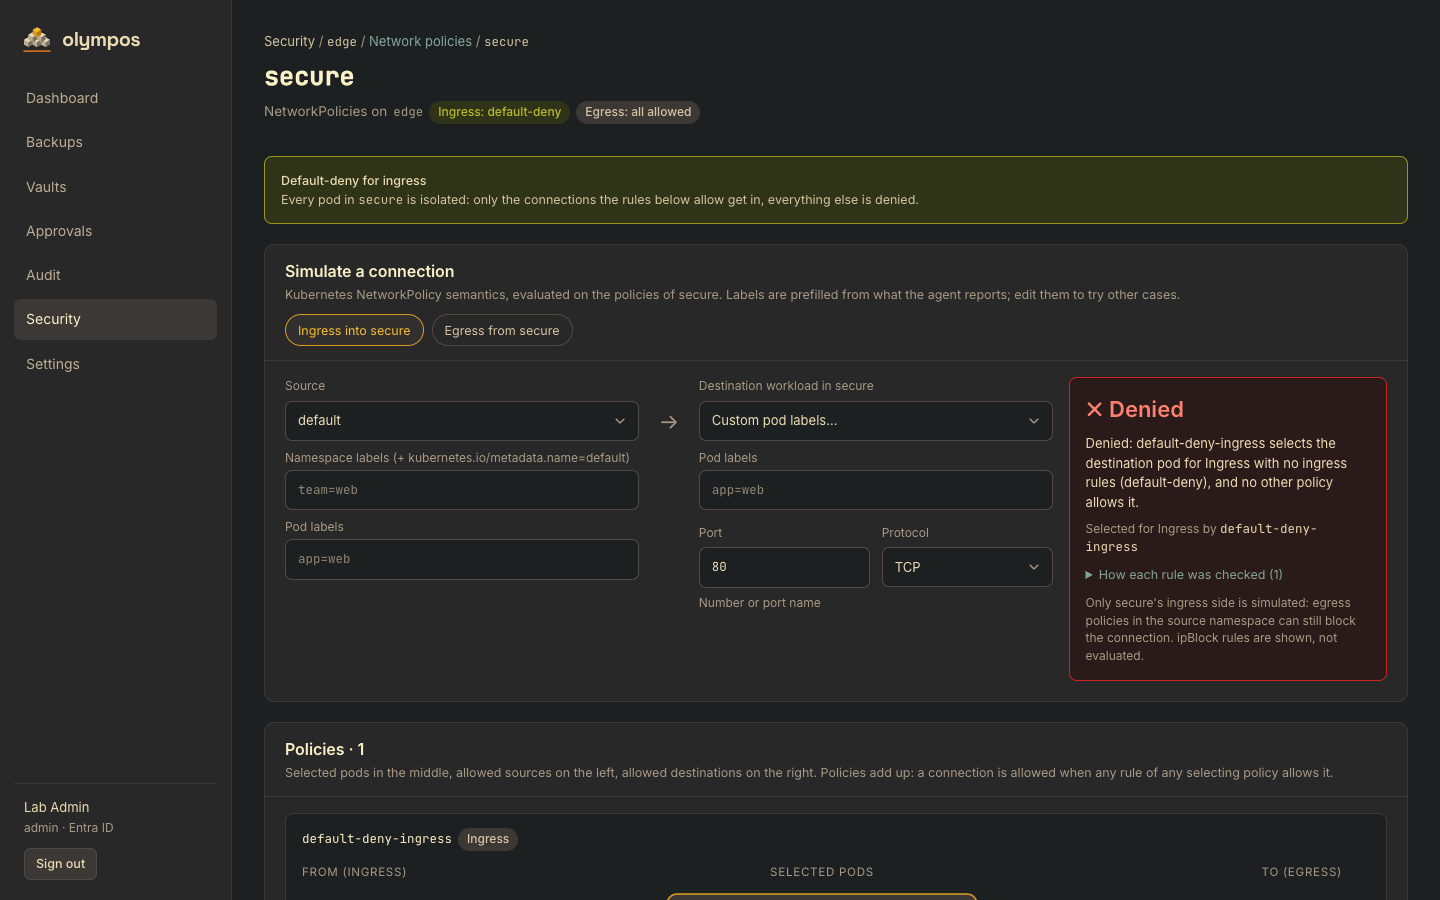 olympos
Dashboard
Backups
Vaults
Approvals
Audit
Security
Settings
Lab Admin
admin · Entra ID
Sign out
Security / edge / Network policies / secure
secure
NetworkPolicies on edge Ingress: default-deny Egress: all allowed
Default-deny for ingress
Every pod in secure is isolated: only the connections the rules below allow get in, everything else is denied.
Simulate a connection
Kubernetes NetworkPolicy semantics, evaluated on the policies of secure. Labels are prefilled from what the agent reports; edit them to try other cases.
Ingress into secure
Egress from secure
Source
default
Namespace labels (+ kubernetes.io/metadata.name=default)
team=web
Pod labels
app=web
→
Destination workload in secure
Custom pod labels...
Pod labels
app=web
Port
Protocol
80
TCP
Number or port name
✕ Denied
Denied: default-deny-ingress selects the
destination pod for Ingress with no ingress
rules (default-deny), and no other policy
allows it.
Selected for Ingress by default-deny-
ingress
▶ How each rule was checked (1)
Only secure's ingress side is simulated: egress
policies in the source namespace can still block
the connection. ipBlock rules are shown, not
evaluated.
Policies · 1
Selected pods in the middle, allowed sources on the left, allowed destinations on the right. Policies add up: a connection is allowed when any rule of any selecting policy allows it.
default-deny-ingress Ingress
FROM (INGRESS)
SELECTED PODS
TO (EGRESS)